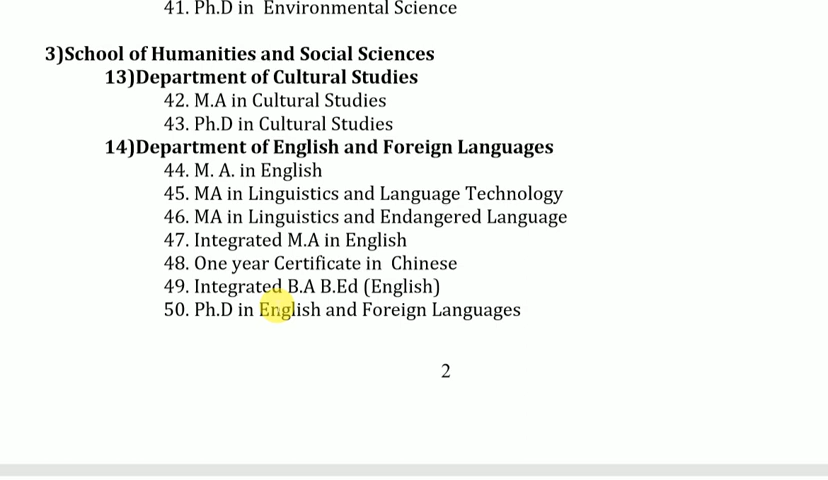 41. Ph.D in Environmental Science
3)School of Humanities and Social Sciences
13)Department of Cultural Studies
42. M.A in Cultural Studies
43. Ph.D in Cultural Studies
14)Department of English and Foreign Languages
44. M. A. in English
45. MA in Linguistics and Language Technology
46. MA in Linguistics and Endangered Language
47. Integrated M.A in English
48. One year Certificate in Chinese
49. Integrated B.A B.Ed (English)
50. Ph.D in English and Foreign Languages
2